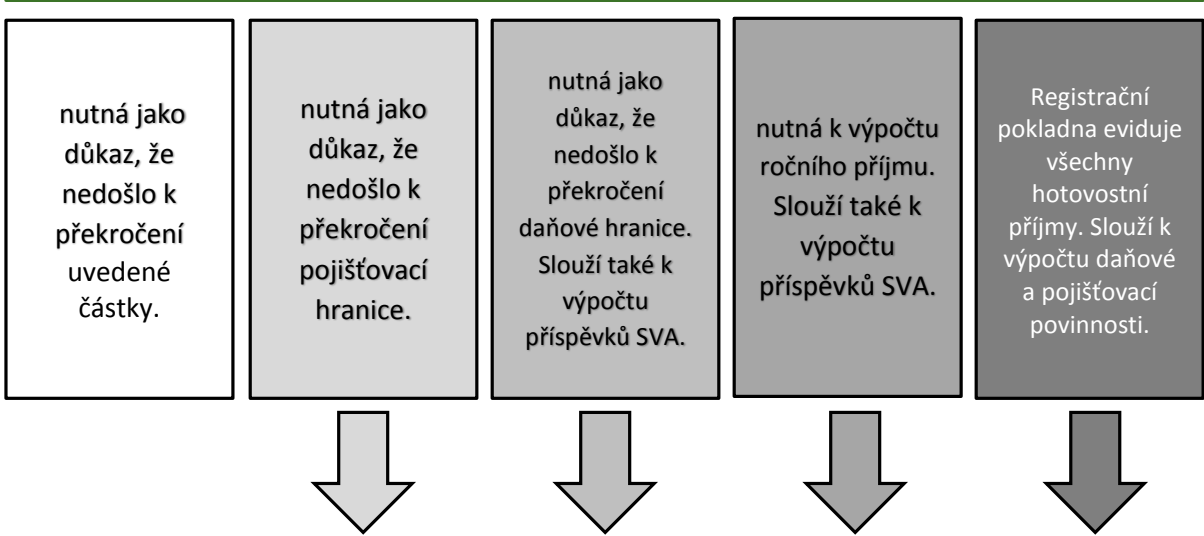 nutná jako
důkaz, že
nedošlo k
překročení
uvedené
částky.
nutná jako
důkaz, že
nedošlo k
překročení
pojišťovací
hranice.
nutná jako
důkaz, že
nedošlo k
překročení
daňové hranice.
Slouží také k
výpočtu
příspěvků SVA.
nutná k výpočtu
ročního příjmu.
Slouží také k
výpočtu
příspěvků SVA.
Registrační
pokladna eviduje
všechny
hotovostní
příjmy. Slouží k
výpočtu daňové
a pojišťovací
povinnosti.